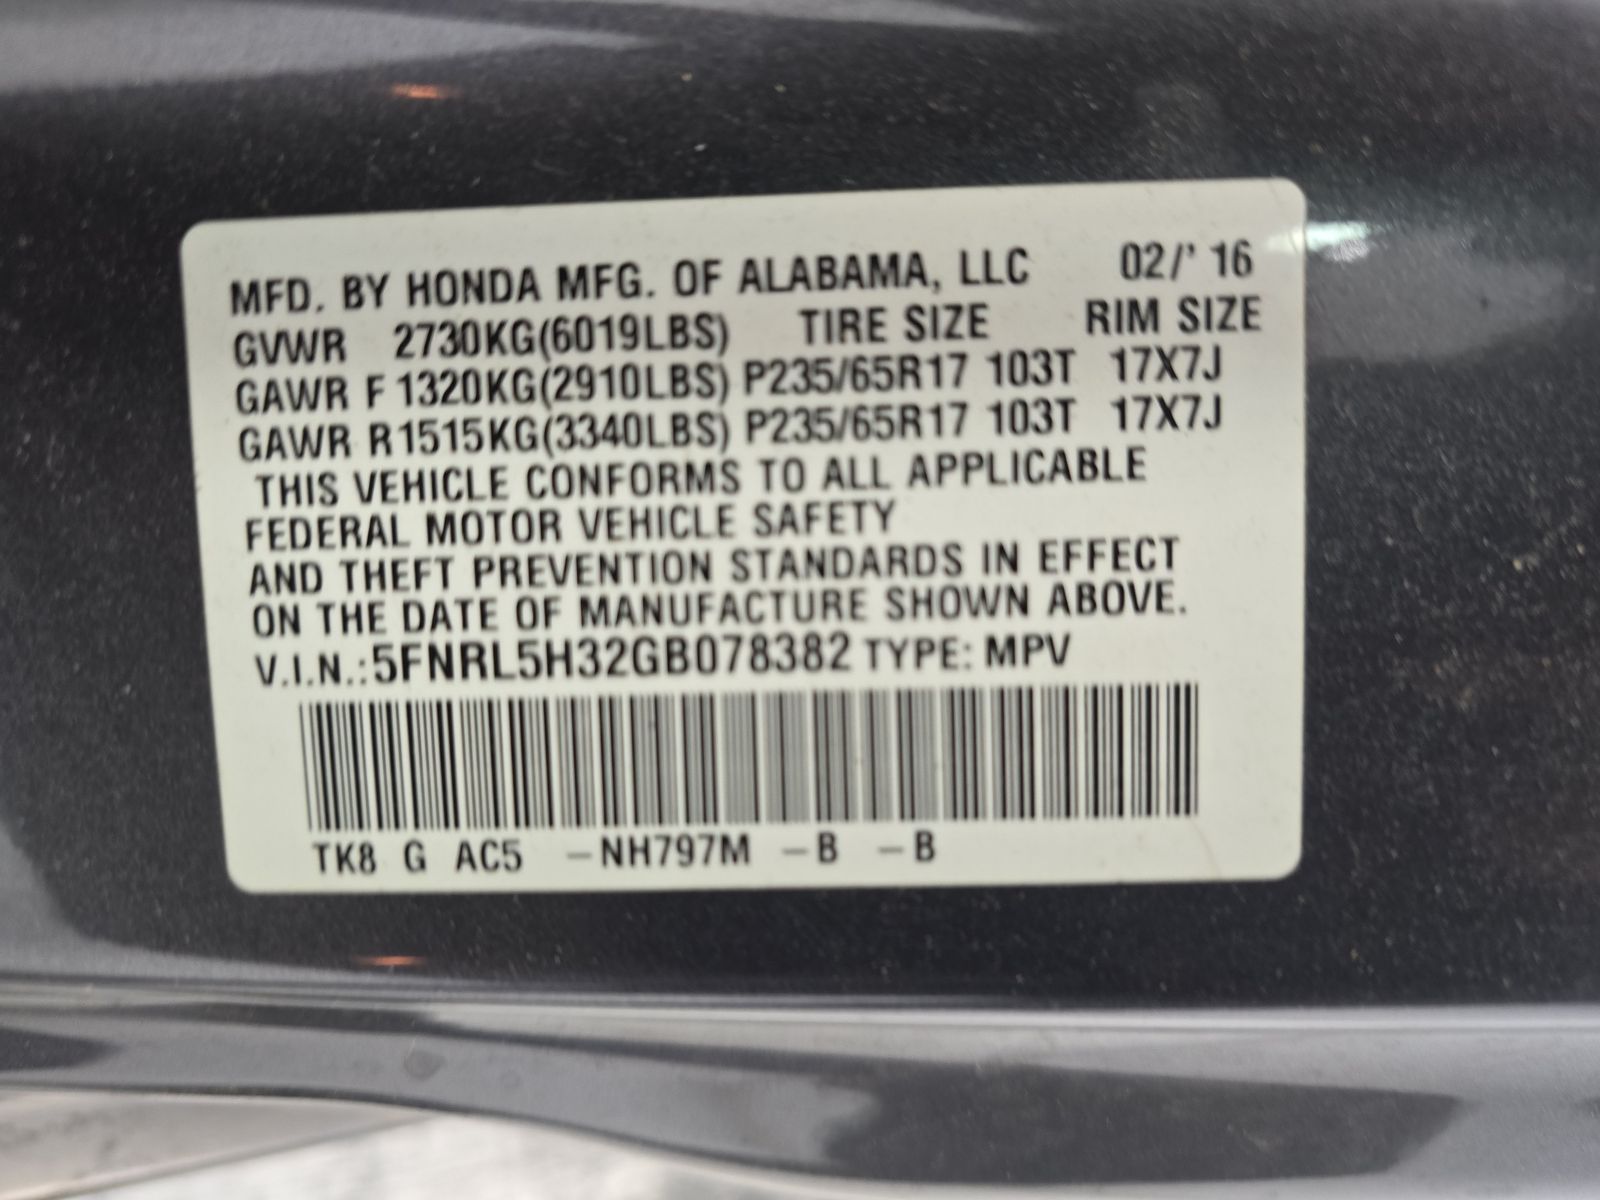 MFD. BY HONDA MFG. OF ALABAMA, LLC 02/' 16
GVWR 2730KG(6019LBS) TIRE SIZE RIM SIZE
GAWR F 1320KG(2910LBS) P235/65R17 103T 17X7J
GAWR R1515KG(3340LBS) P235/65R17 103T 17X7J
THIS VEHICLE CONFORMS TO ALL APPLICABLE
FEDERAL MOTOR VEHICLE SAFETY
AND THEFT PREVENTION STANDARDS IN EFFECT
ON THE DATE OF MANUFACTURE SHOWN ABOVE.
V.I.N.:5FNRL5H32GB078382 TYPE: MPV
TK8 G AC5 –NH797M –B –B